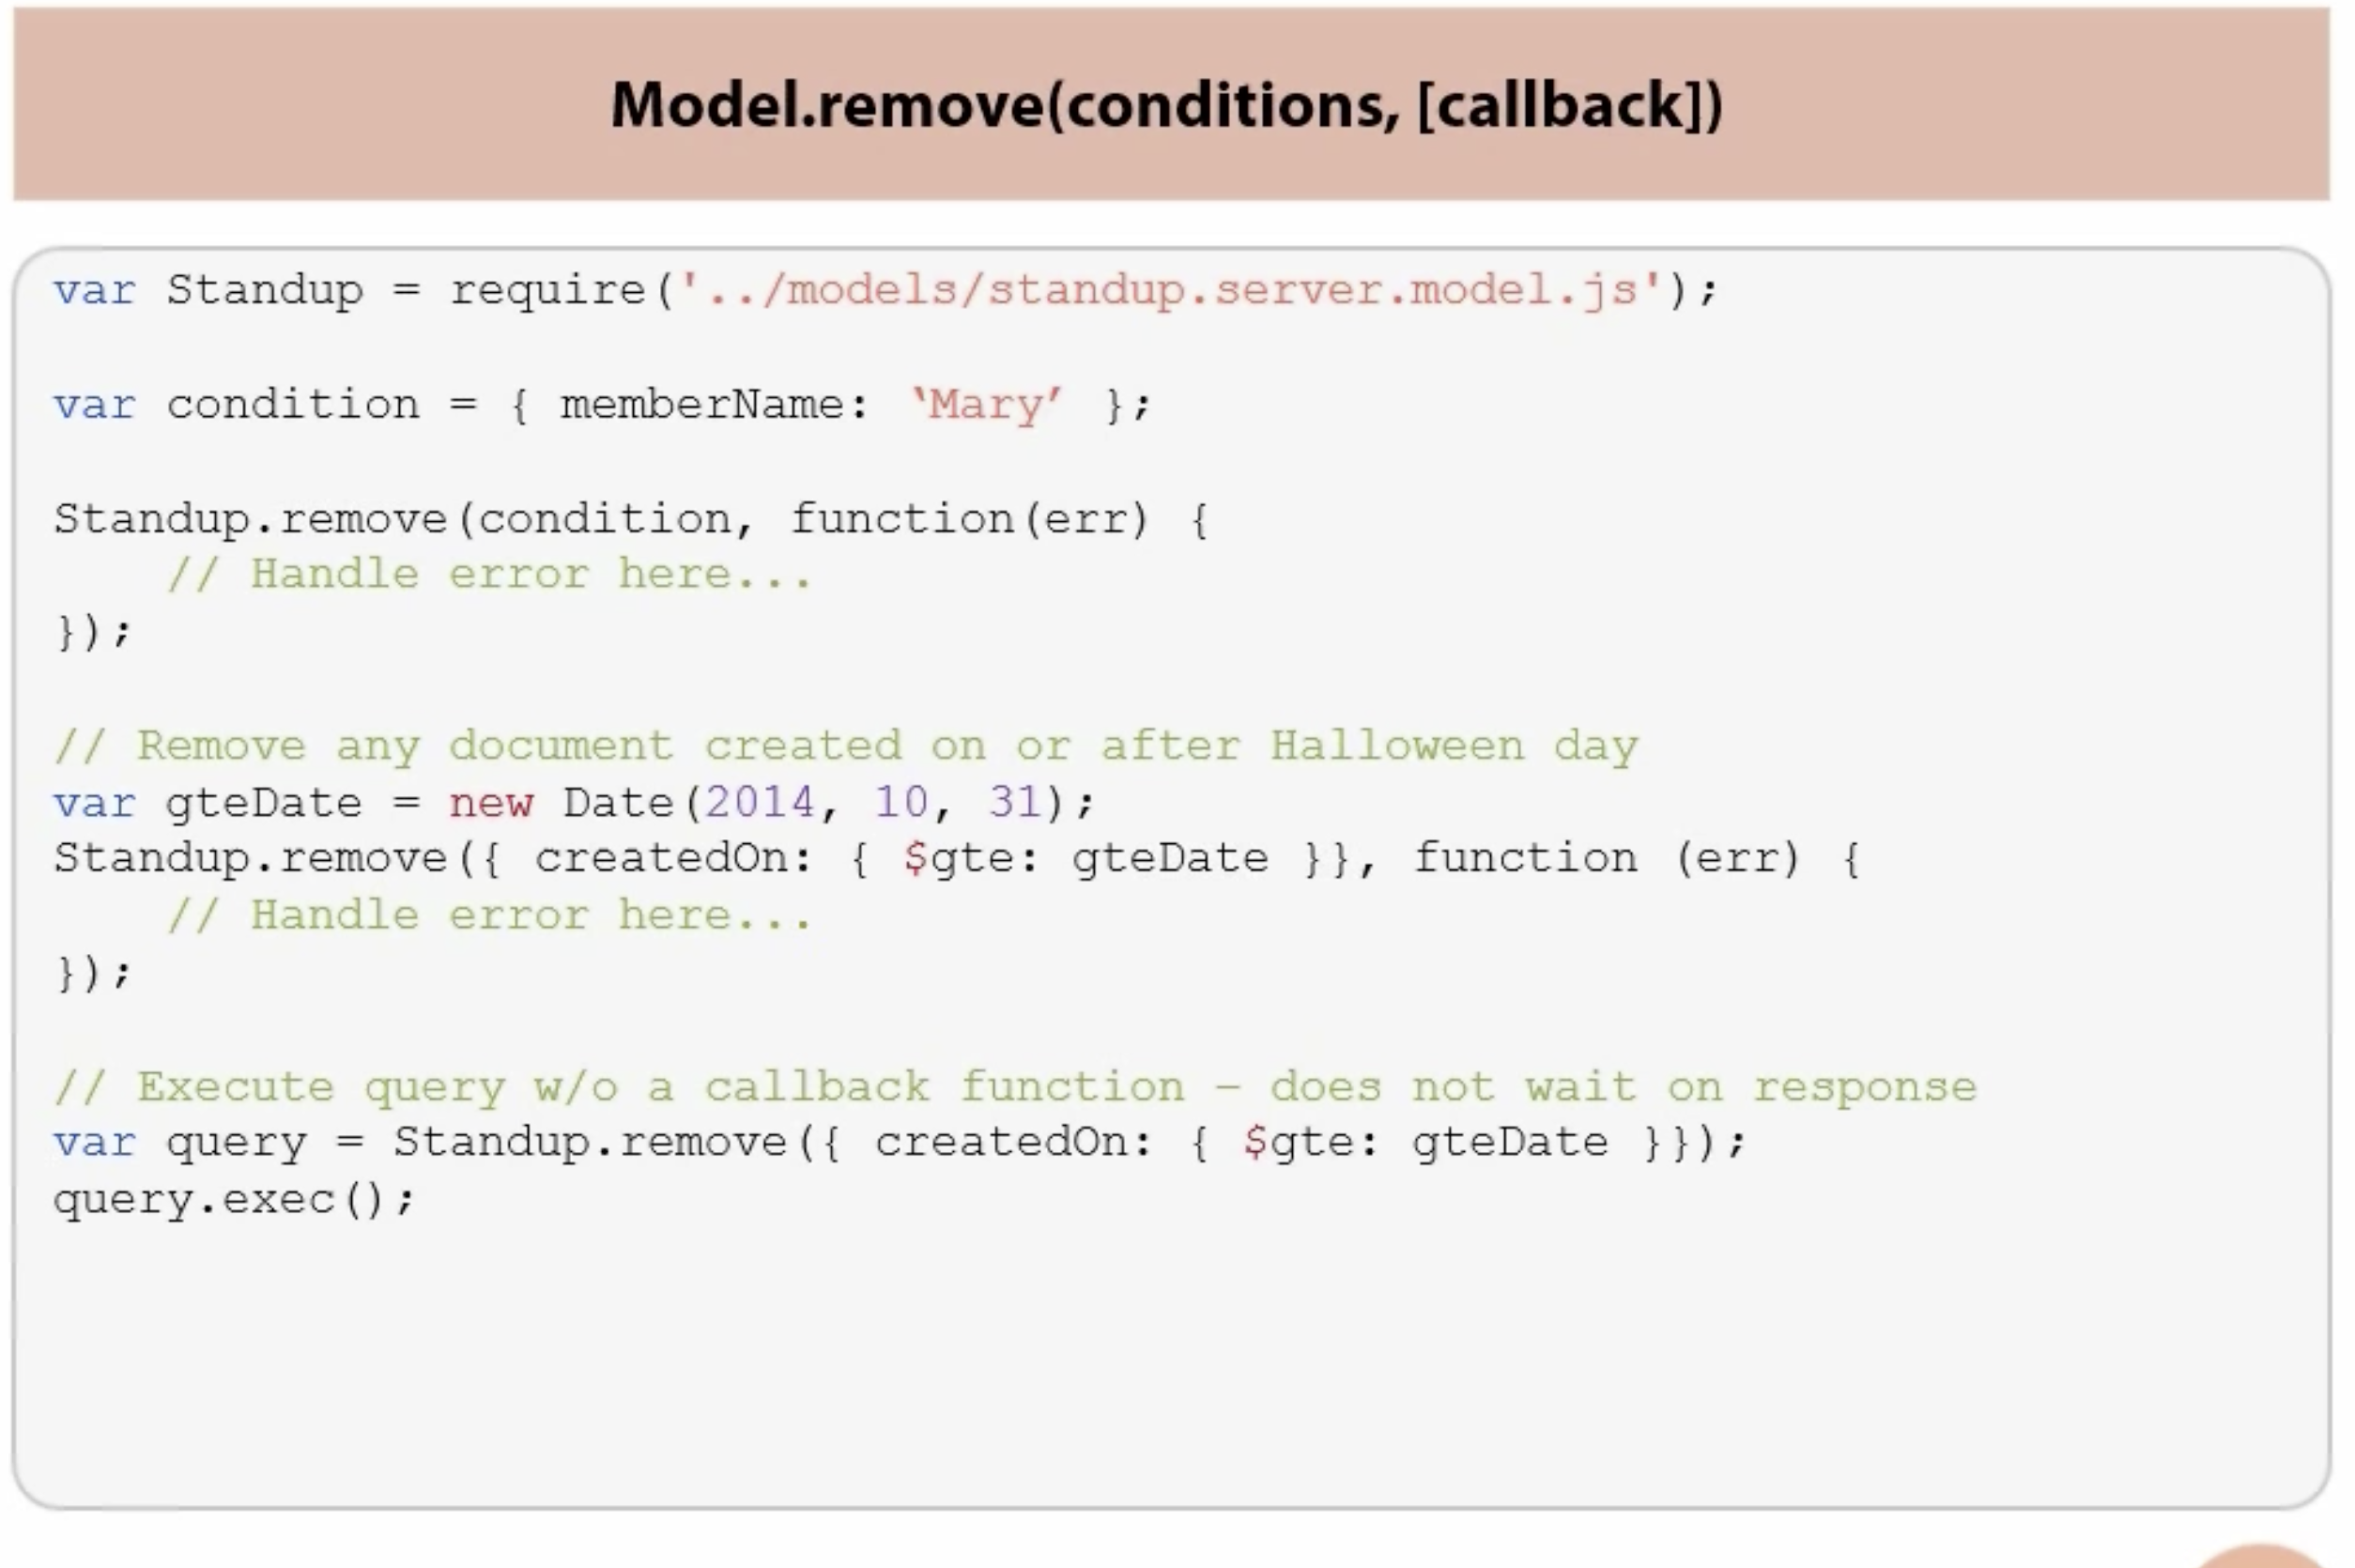 Model.remove(conditions, [callback])
var Standup = require('../models/standup.server.model.js');
var condition = { memberName: ‘Mary’ };
Standup.remove(condition, function(err) {
    // Handle error here...
});
// Remove any document created on or after Halloween day
var gteDate = new Date(2014, 10, 31);
Standup.remove({ createdOn: { $gte: gteDate }}, function (err) {
    // Handle error here...
});
// Execute query w/o a callback function – does not wait on response
var query = Standup.remove({ createdOn: { $gte: gteDate }});
query.exec();